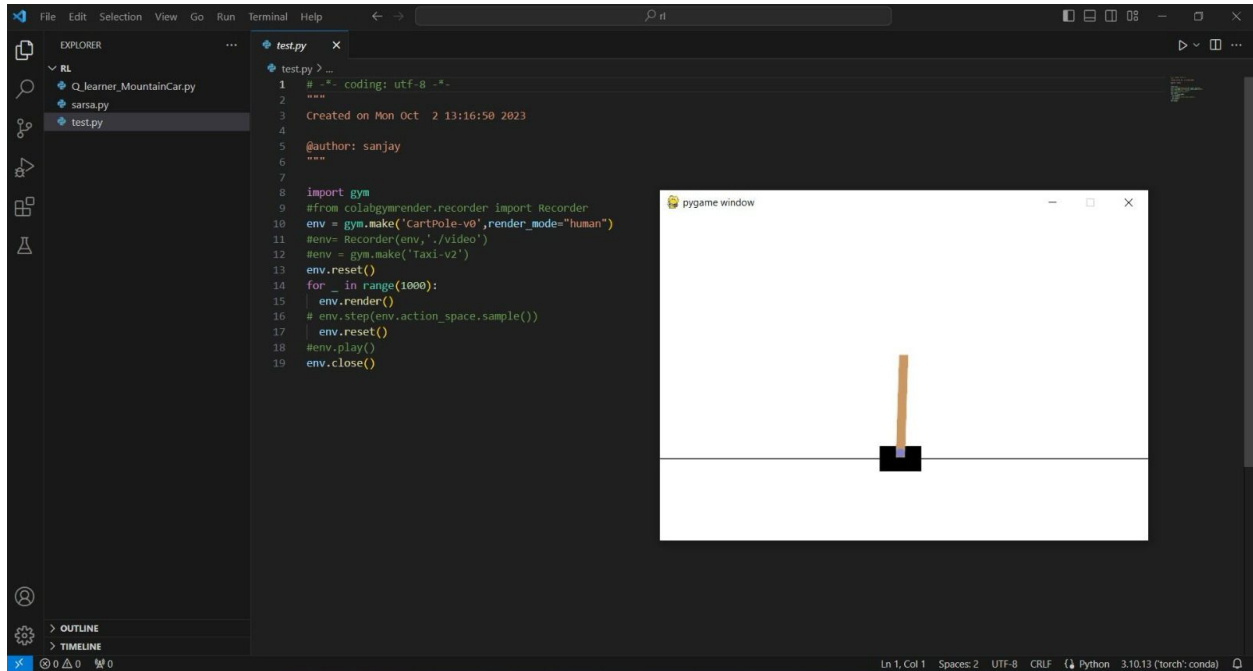 File Edit Selection View Go Run Terminal Help
rl
EXPLORER
RL
Q_learner_MountainCar.py
sarsa.py
test.py
OUTLINE
TIMELINE
test.py
test.py > ...
1 # -*- coding: utf-8 -*-
2 """
3 Created on Mon Oct  2 13:16:50 2023
4
5 @author: sanjay
6 """
7
8 import gym
9 #from colabgymrender.recorder import Recorder
10 env = gym.make('CartPole-v0',render_mode="human")
11 #env= Recorder(env,'./video')
12 #env = gym.make('Taxi-v2')
13 env.reset()
14 for _ in range(1000):
15   env.render()
16 # env.step(env.action_space.sample())
17   env.reset()
18 #env.play()
19 env.close()
pygame window
0 0 0
Ln 1, Col 1 Spaces: 2 UTF-8 CRLF Python 3.10.13 ('torch': conda)